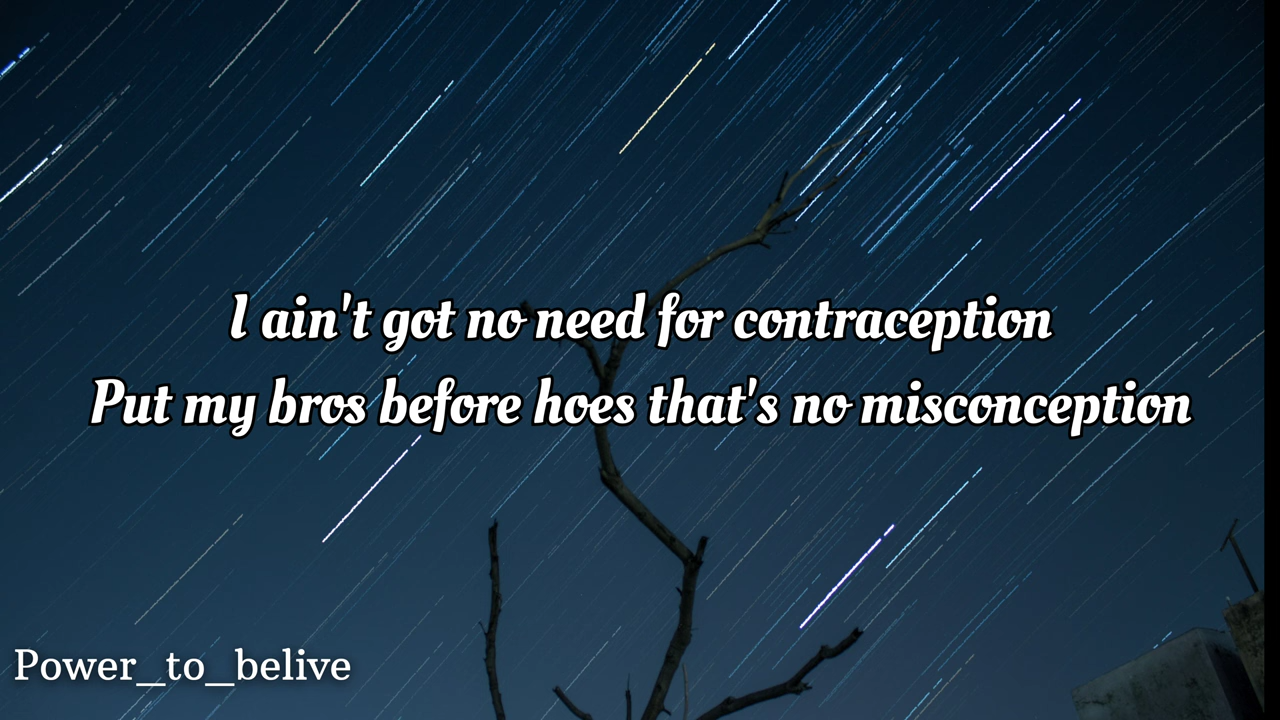 I ain't got no need for contraception
Put my bros before hoes that's no misconception
Power_to_belive